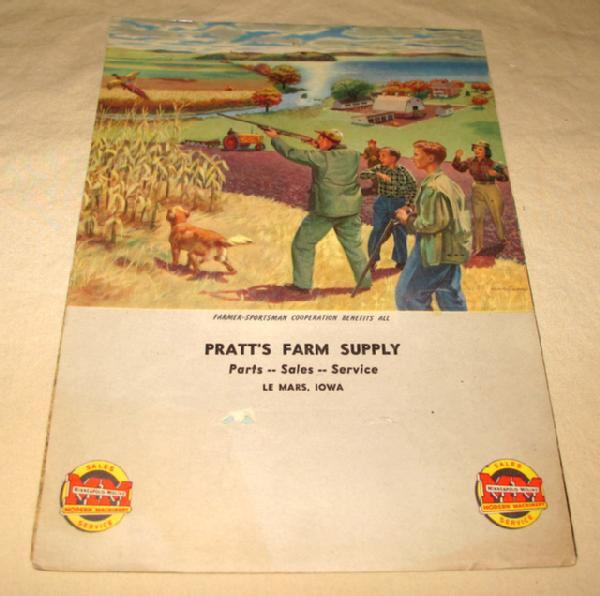 FARMER-SPORTSMAN COOPERATION BENEFITS ALL
PRATT'S FARM SUPPLY
Parts -- Sales -- Service
LE MARS, IOWA
SALES
MM
MINNEAPOLIS-MOLINE
MODERN MACHINERY
SERVICE
SALES
MM
MINNEAPOLIS-MOLINE
MODERN MACHINERY
SERVICE